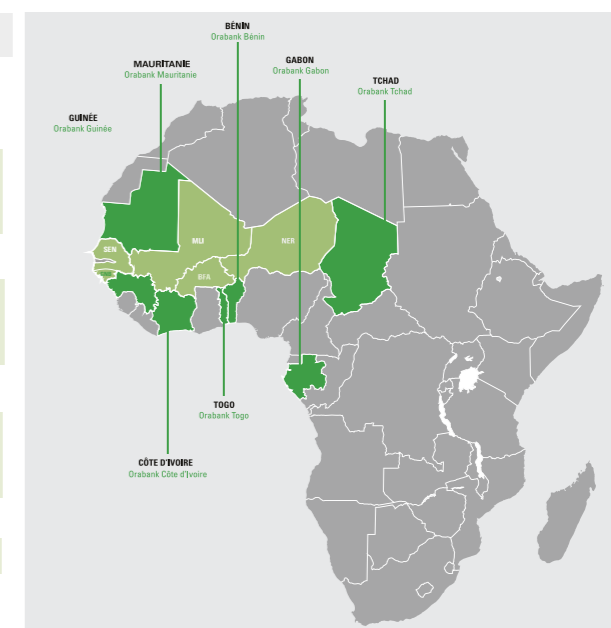 BÉNIN
Orabank Bénin
GABON
Orabank Gabon
MAURITANIE
Orabank Mauritanie
TCHAD
Orabank Tchad
GUINÉE
Orabank Guinée
SEN
MLI
NER
BFA
TOGO
Orabank Togo
CÔTE D'IVOIRE
Orabank Côte d'Ivoire